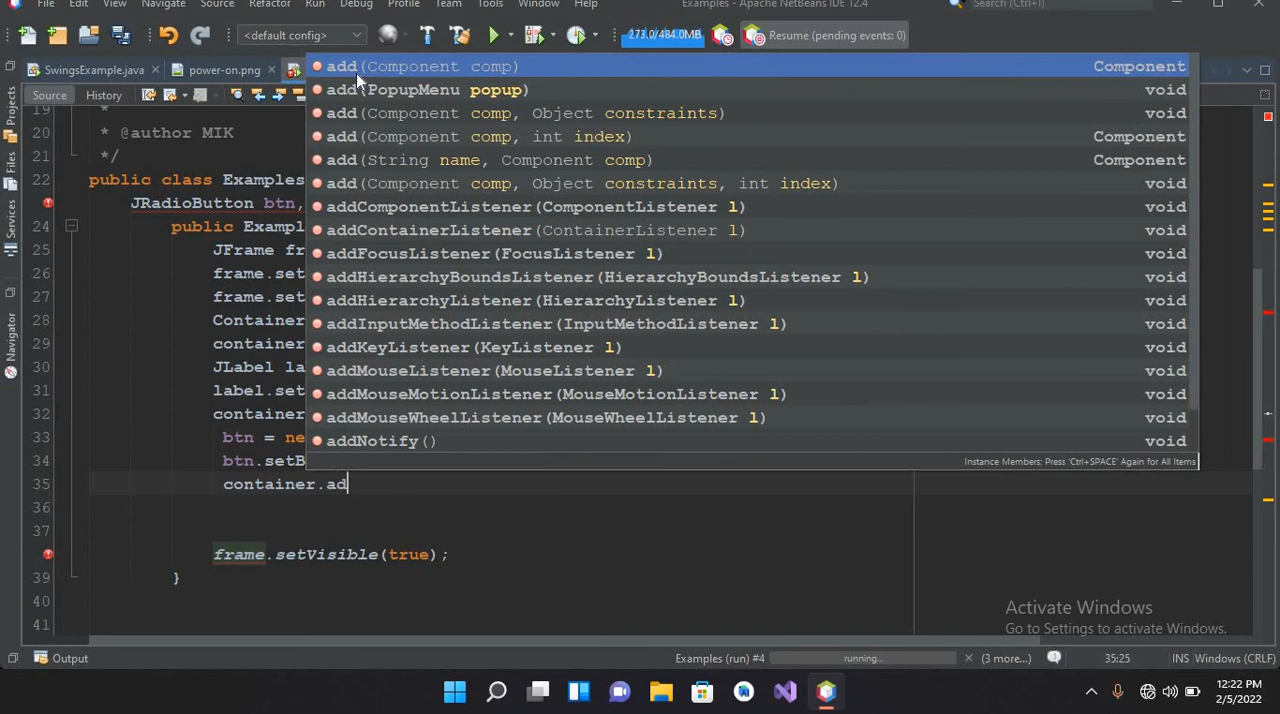 File Edit View Navigate Source Refactor Run Debug Profile Team Tools Window Help Examples - Apache NetBeans IDE 12.4 Search (Ctrl+I)
<default config> 273.0/484.0MB Resume (pending events: 0)
SwingsExample.java power-on.png
Source History
add(Component comp) Component
add(PopupMenu popup) void
add(Component comp, Object constraints) void
add(Component comp, int index) Component
add(String name, Component comp) Component
add(Component comp, Object constraints, int index) void
addComponentListener(ComponentListener l) void
addContainerListener(ContainerListener l) void
addFocusListener(FocusListener l) void
addHierarchyBoundsListener(HierarchyBoundsListener l) void
addHierarchyListener(HierarchyListener l) void
addInputMethodListener(InputMethodListener l) void
addKeyListener(KeyListener l) void
addMouseListener(MouseListener l) void
addMouseMotionListener(MouseMotionListener l) void
addMouseWheelListener(MouseWheelListener l) void
addNotify() void
Instance Members; Press 'Ctrl+SPACE' Again for All Items
Projects
Files
Services
Navigator
19 *
20 * @author MIK
21 */
22 public class Examples
JRadioButton btn,
24 public Exampl
25 JFrame fr
26 frame.set
27 frame.set
28 Container
29 container
30 JLabel la
31 label.set
32 container
33 btn = ne
34 btn.setB
35 container.ad
36
37
frame.setVisible(true);
39 }
40
41
Activate Windows
Go to Settings to activate Windows.
Output Examples (run) #4 running... (3 more...) 35:25 INS Windows (CRLF)
12:22 PM
2/5/2022